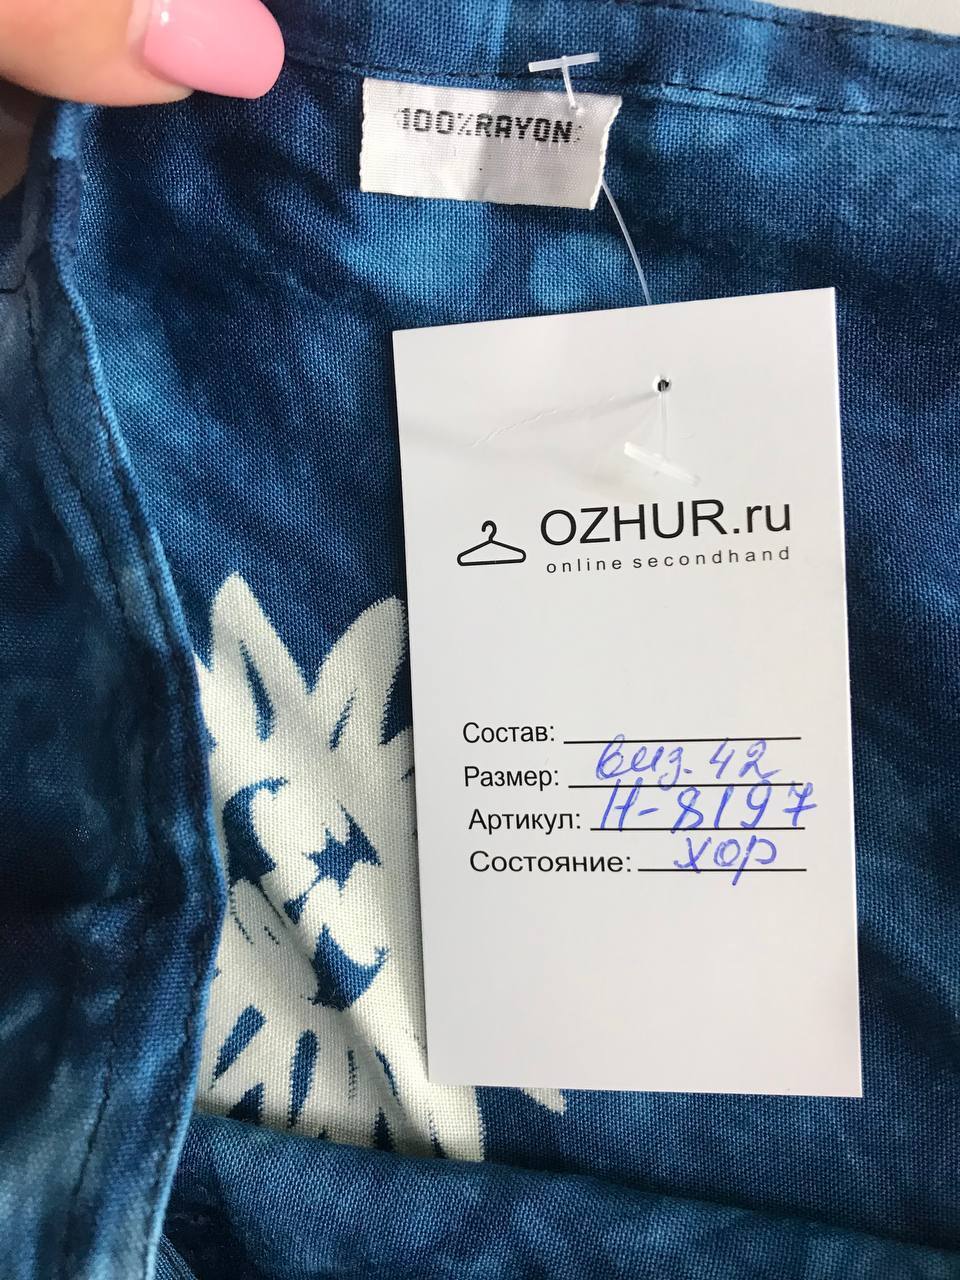 100%RAYON
OZHUR.ru
online secondhand
Состав:
Размер: виз. 42
Артикул: Н-8197
Состояние: хор